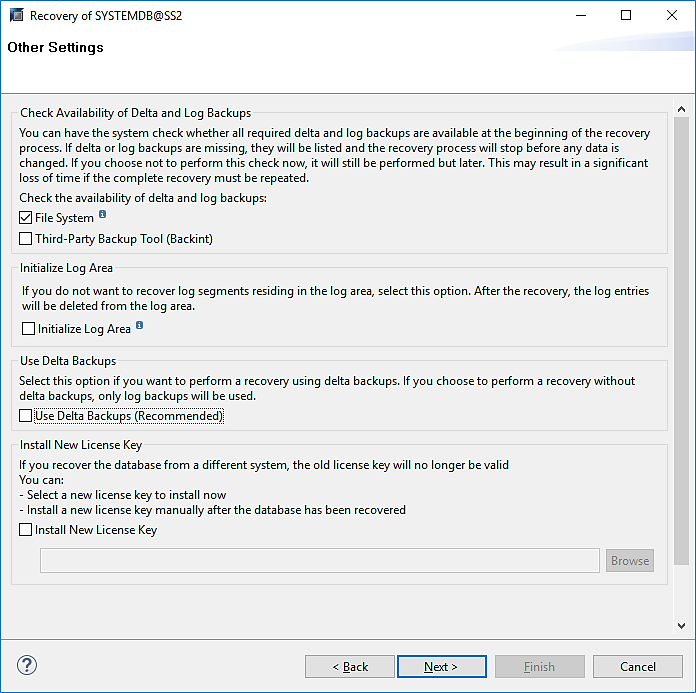 Recovery of SYSTEMDB@SS2
Other Settings
Check Availability of Delta and Log Backups
You can have the system check whether all required delta and log backups are available at the beginning of the recovery
process. If delta or log backups are missing, they will be listed and the recovery process will stop before any data is
changed. If you choose not to perform this check now, it will still be performed but later. This may result in a significant
loss of time if the complete recovery must be repeated.
Check the availability of delta and log backups:
File System
Third-Party Backup Tool (Backint)
Initialize Log Area
If you do not want to recover log segments residing in the log area, select this option. After the recovery, the log entries
will be deleted from the log area.
Initialize Log Area
Use Delta Backups
Select this option if you want to perform a recovery using delta backups. If you choose to perform a recovery without
delta backups, only log backups will be used.
Use Delta Backups (Recommended)
Install New License Key
If you recover the database from a different system, the old license key will no longer be valid
You can:
- Select a new license key to install now
- Install a new license key manually after the database has been recovered
Install New License Key
Browse
?
< Back
Next >
Finish
Cancel